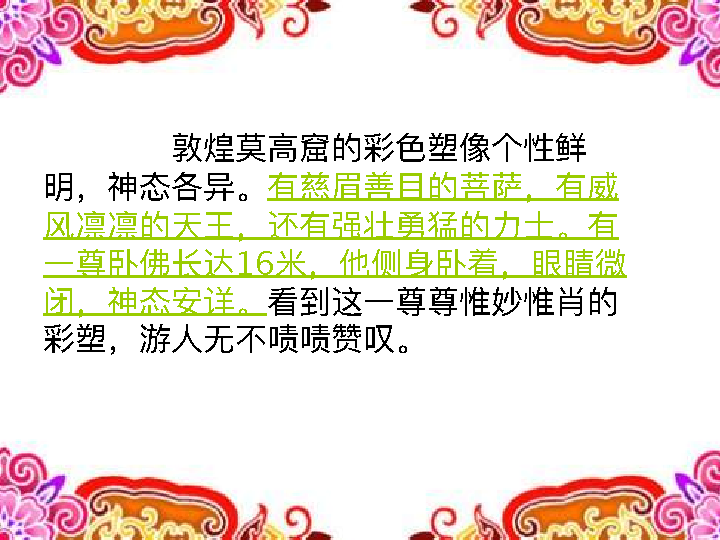 敦煌莫高窟的彩色塑像个性鲜
明，神态各异。有慈眉善目的菩萨，有威
风凛凛的天王，还有强壮勇猛的力士。有
一尊卧佛长达16米，他侧身卧着，眼睛微
闭，神态安详。看到这一尊尊惟妙惟肖的
彩塑，游人无不啧啧赞叹。